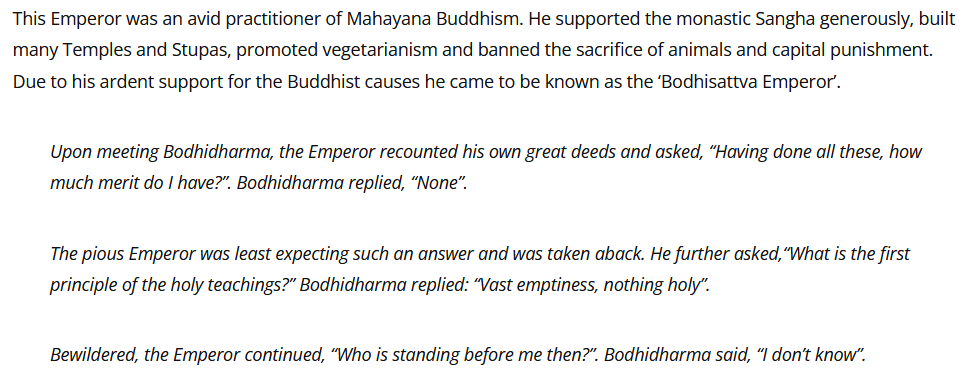 This Emperor was an avid practitioner of Mahayana Buddhism. He supported the monastic Sangha generously, built
many Temples and Stupas, promoted vegetarianism and banned the sacrifice of animals and capital punishment.
Due to his ardent support for the Buddhist causes he came to be known as the ‘Bodhisattva Emperor’.
Upon meeting Bodhidharma, the Emperor recounted his own great deeds and asked, “Having done all these, how
much merit do I have?”. Bodhidharma replied, “None”.
The pious Emperor was least expecting such an answer and was taken aback. He further asked,“What is the first
principle of the holy teachings?” Bodhidharma replied: “Vast emptiness, nothing holy”.
Bewildered, the Emperor continued, “Who is standing before me then?”. Bodhidharma said, “I don’t know”.